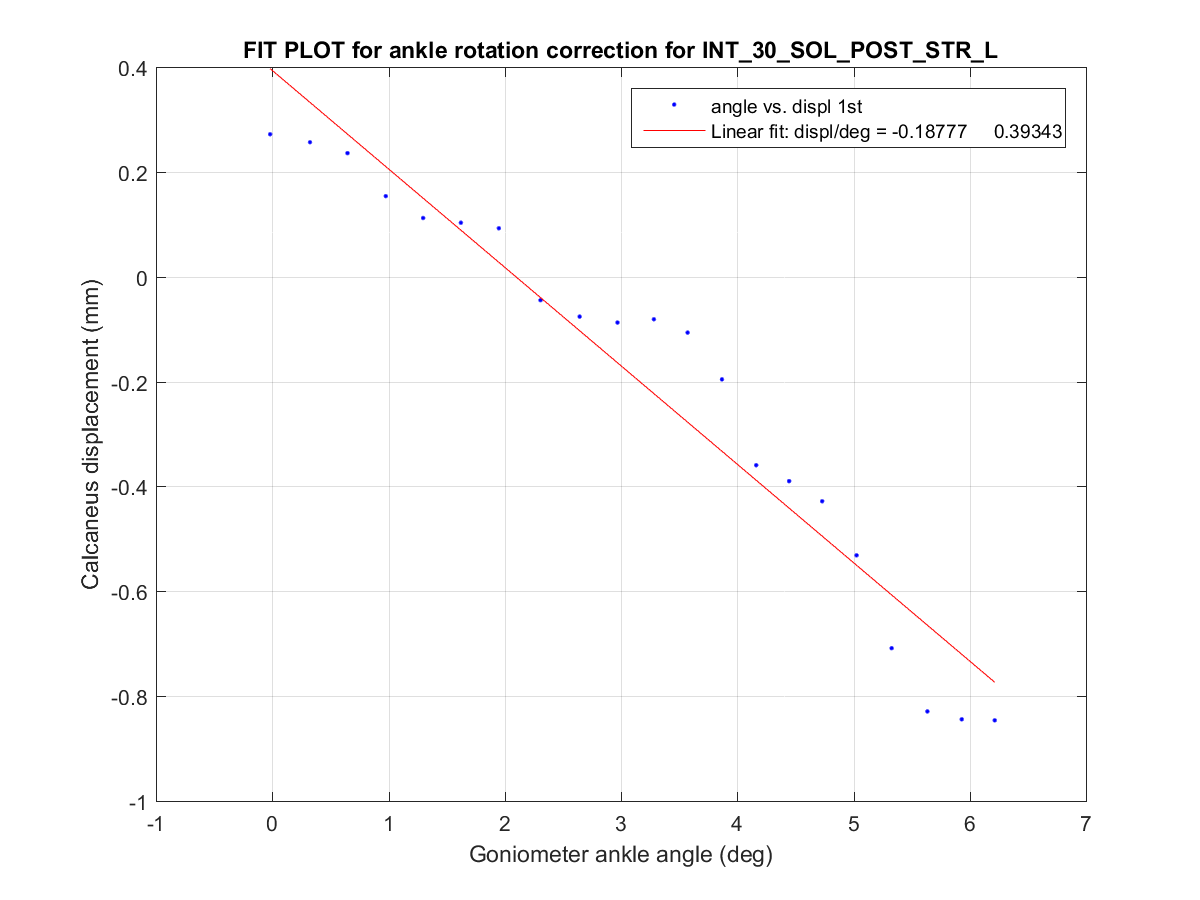 FIT PLOT for ankle rotation correction for INT_30_SOL_POST_STR_L
angle vs. displ 1st
Linear fit: displ/deg = -0.18777 0.39343
0.4
0.2
0
-0.2
-0.4
-0.6
-0.8
-1
Calcaneus displacement (mm)
-1 0 1 2 3 4 5 6 7
Goniometer ankle angle (deg)